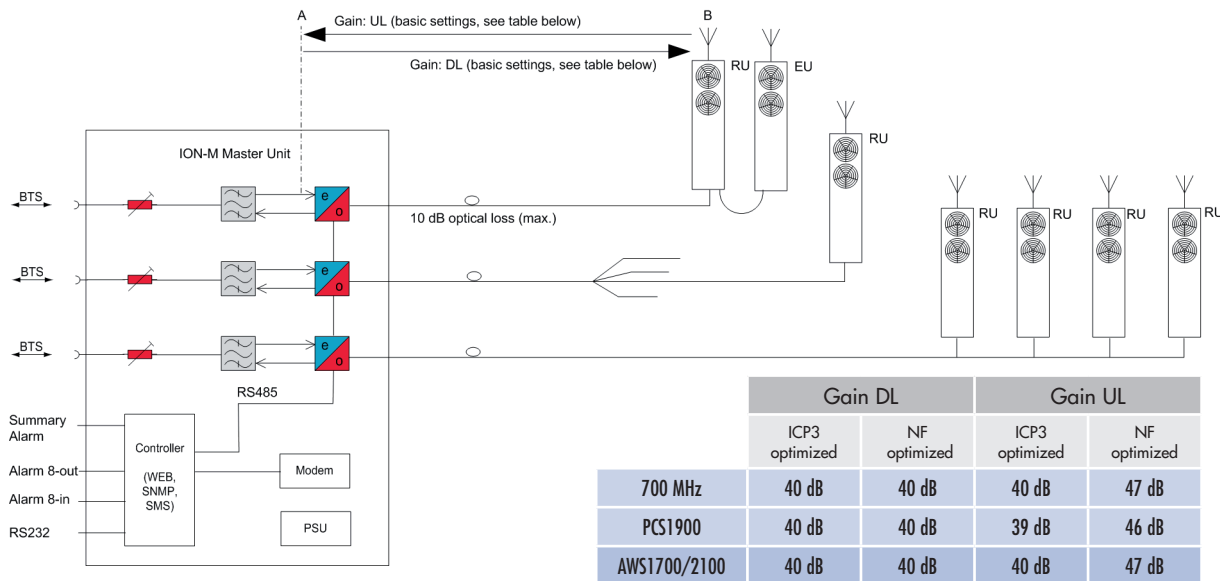 A
Gain: UL (basic settings, see table below)
B
Gain: DL (basic settings, see table below)
RU
EU
RU
ION-M Master Unit
BTS
e
o
10 dB optical loss (max.)
RU
RU
RU
RU
BTS
e
o
BTS
e
o
RS485
Summary
Alarm
Alarm 8-out
Alarm 8-in
RS232
Controller
(WEB,
SNMP,
SMS)
Modem
PSU
Gain DL Gain UL
ICP3 optimized NF optimized ICP3 optimized NF optimized
700 MHz 40 dB 40 dB 40 dB 47 dB
PCS1900 40 dB 40 dB 39 dB 46 dB
AWS1700/2100 40 dB 40 dB 40 dB 47 dB